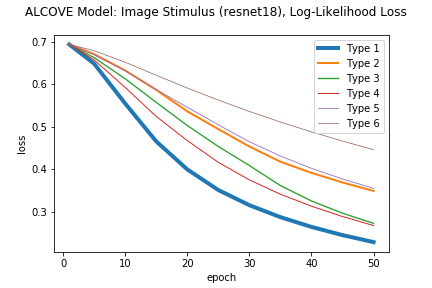 ALCOVE Model: Image Stimulus (resnet18), Log-Likelihood Loss
0.7
0.6
0.5
0.4
0.3
loss
Type 1
Type 2
Type 3
Type 4
Type 5
Type 6
0
10
20
30
40
50
epoch